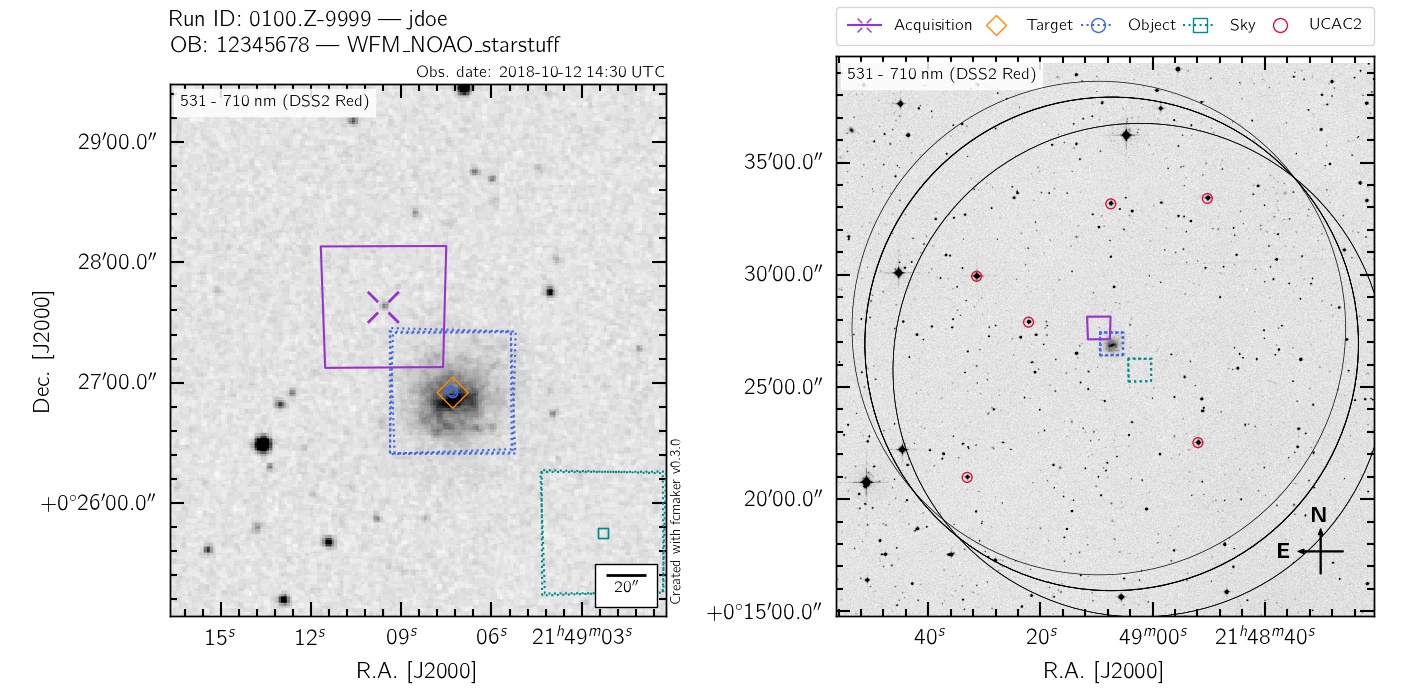 Run ID: 0100.Z-9999 — jdoe
OB: 12345678 — WFM_NOAO_starstuff
Obs. date: 2018-10-12 14:30 UTC
531 - 710 nm (DSS2 Red)
29′00.0″
28′00.0″
27′00.0″
+0°26′00.0″
Dec. [J2000]
20″
Created with fcmaker v0.3.0
15ˢ 12ˢ 09ˢ 06ˢ 21ʰ49ᵐ03ˢ
R.A. [J2000]
Acquisition Target Object Sky UCAC2
531 - 710 nm (DSS2 Red)
35′00.0″
30′00.0″
25′00.0″
20′00.0″
+0°15′00.0″
N
E
40ˢ 20ˢ 49ᵐ00ˢ 21ʰ48ᵐ40ˢ
R.A. [J2000]